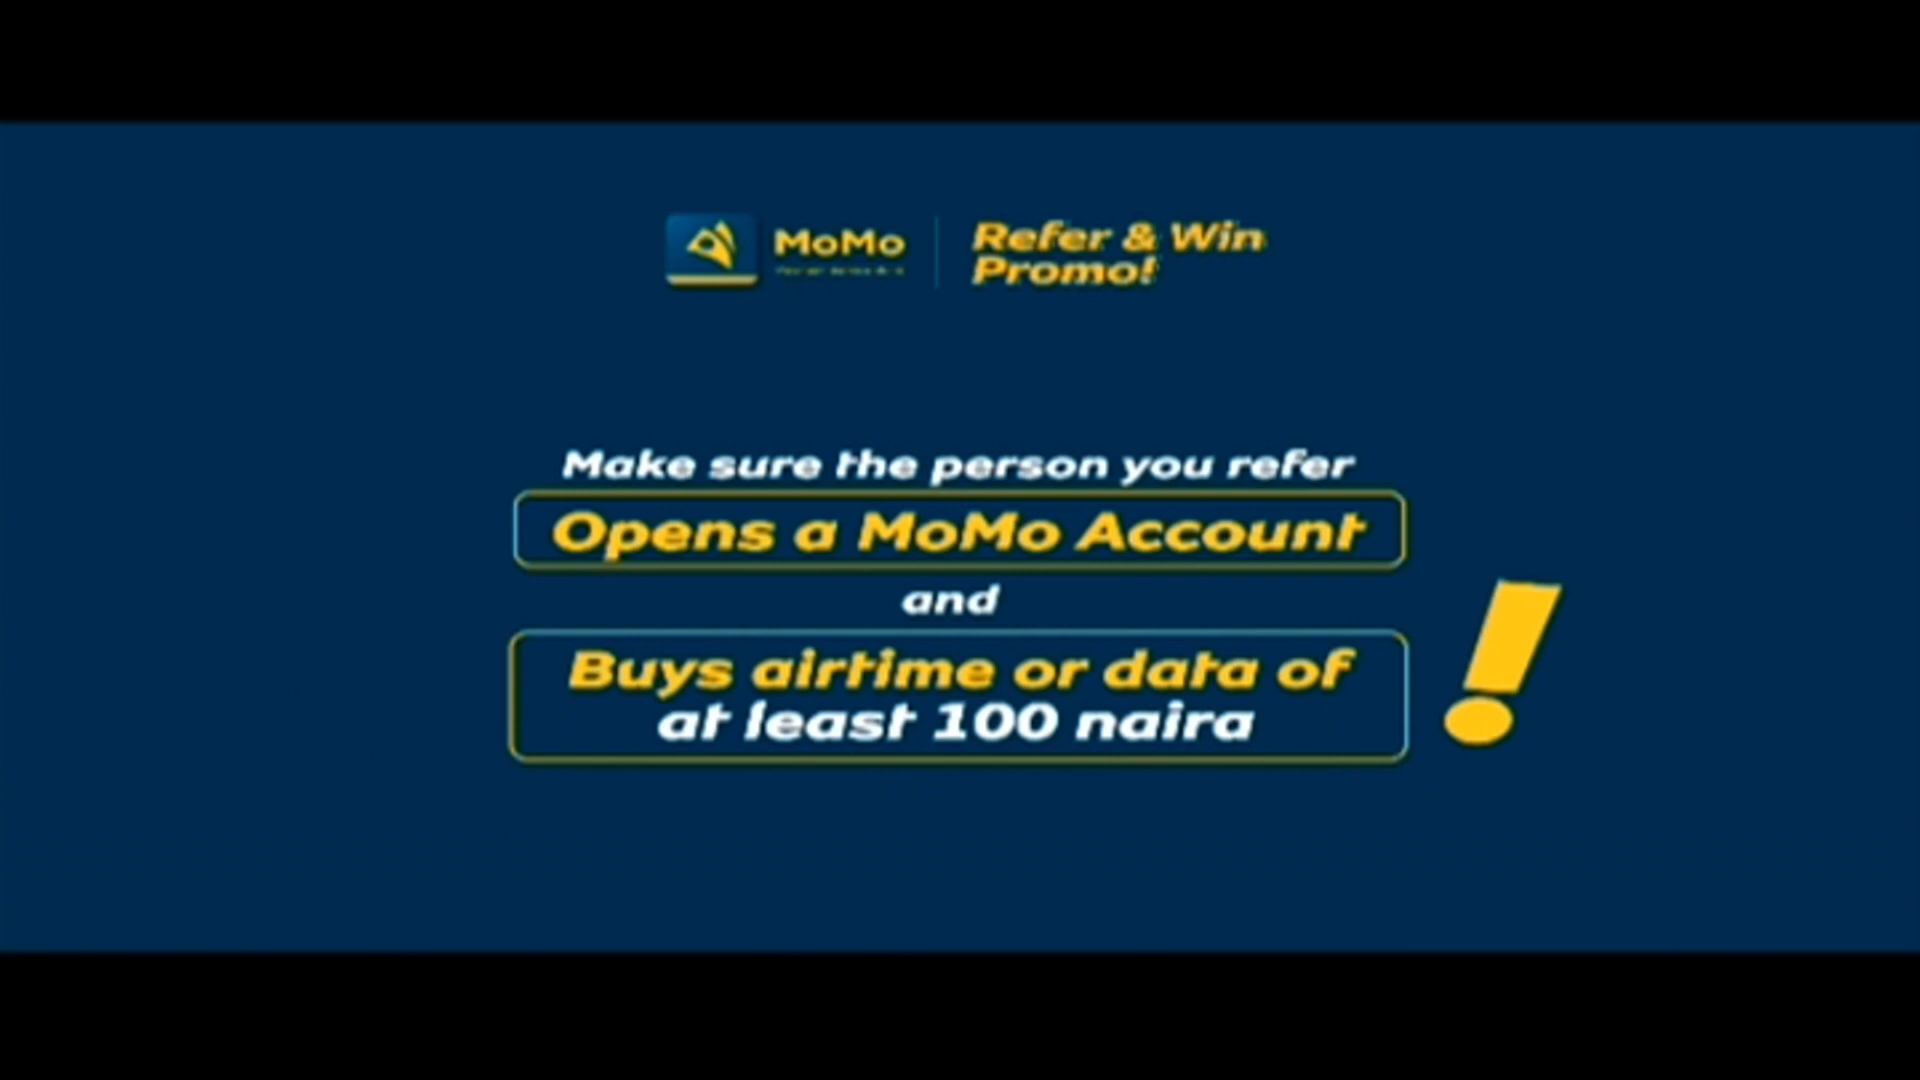 MoMo
Refer & Win
Promo!
Make sure the person you refer
Opens a MoMo Account
and
Buys airtime or data of
at least 100 naira
!